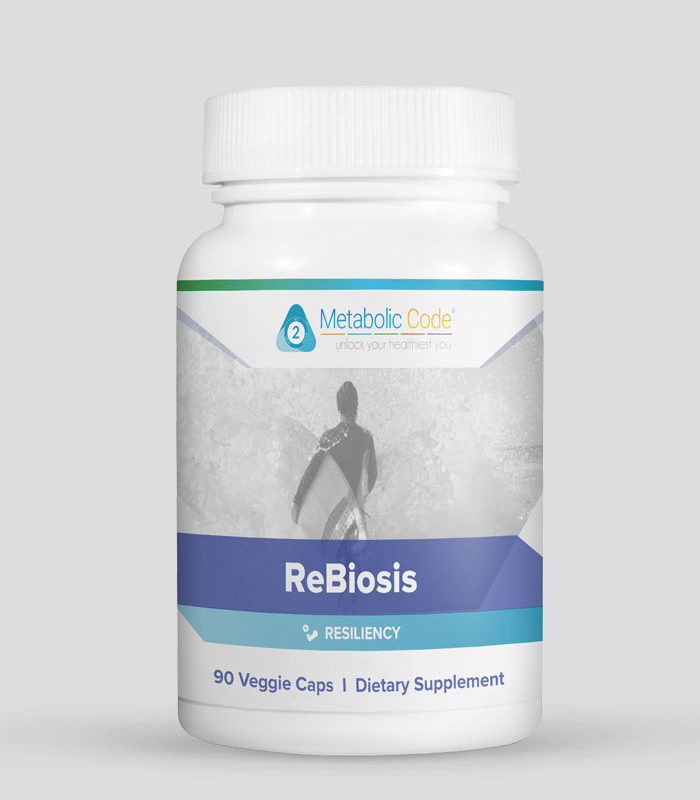 2
Metabolic Code®
unlock your healthiest you
ReBiosis
RESILIENCY
90 Veggie Caps I Dietary Supplement